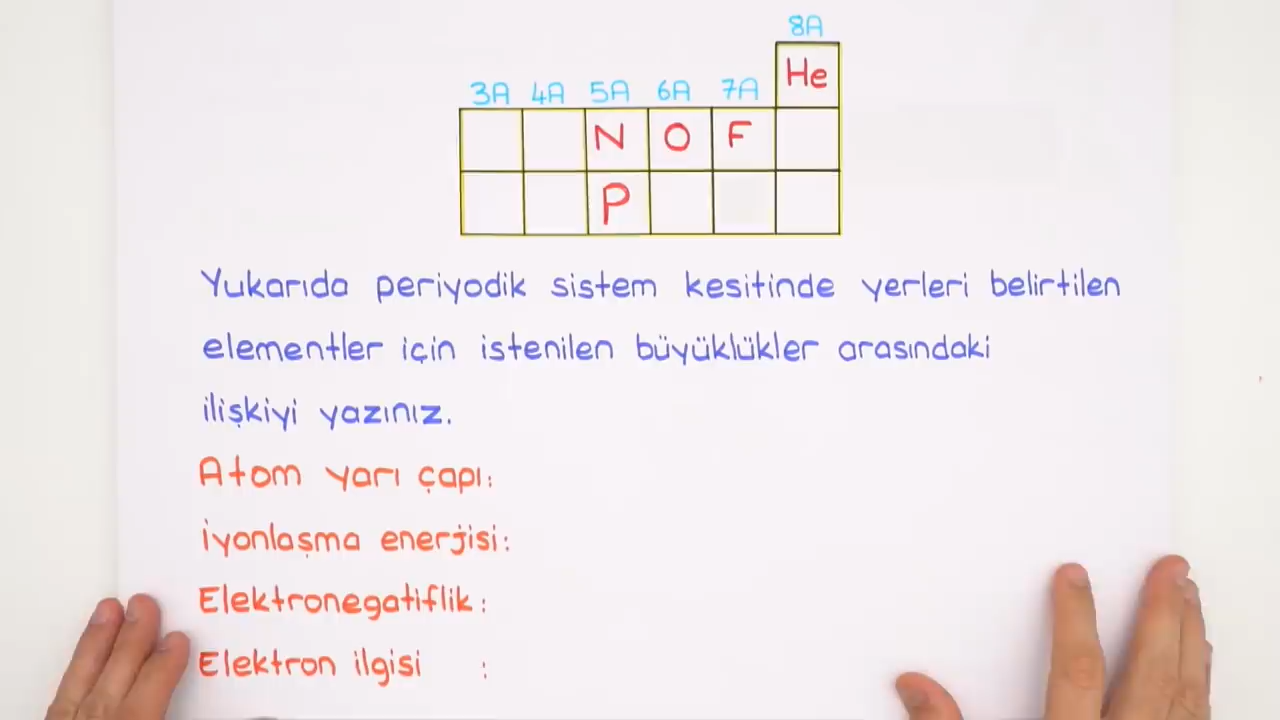 8A
He
3A 4A 5A 6A 7A
N O F
P
Yukarıda periyodik sistem kesitinde yerleri belirtilen
elementler için istenilen büyüklükler arasındaki
ilişkiyi yazınız.
Atom yarı çapı:
İyonlaşma enerjisi:
Elektronegatiflik:
Elektron ilgisi :